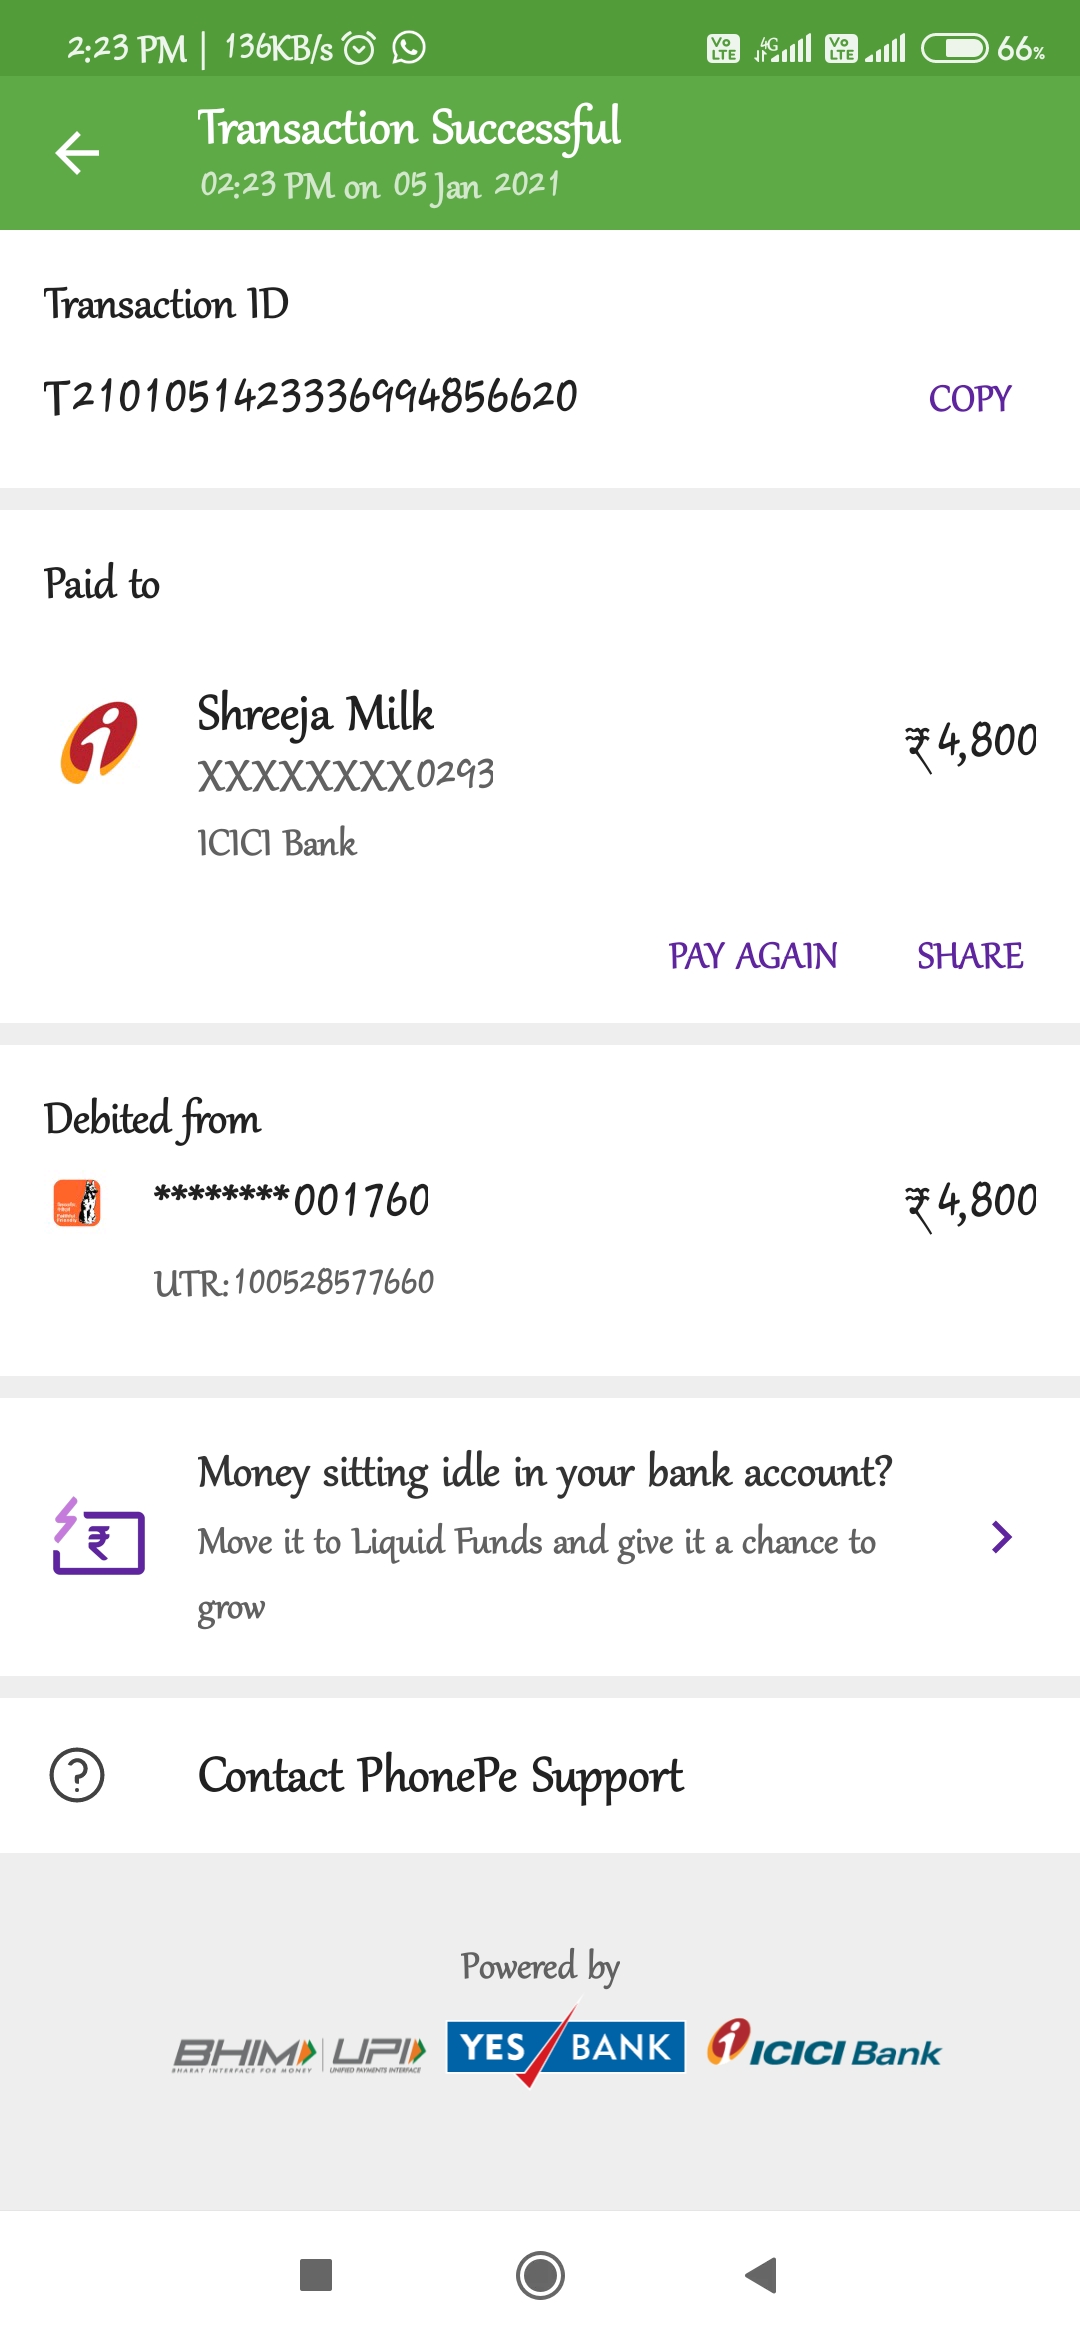 2:23 PM | 136KB/s
Vo LTE 4G Vo LTE 66%
Transaction Successful
02:23 PM on 05 Jan 2021
Transaction ID
T2101051423336994856620
COPY
Paid to
Shreeja Milk
₹4,800
XXXXXXXX0293
ICICI Bank
PAY AGAIN SHARE
Debited from
********001760
₹4,800
UTR:100528577660
Money sitting idle in your bank account?
Move it to Liquid Funds and give it a chance to
grow
Contact PhonePe Support
Powered by
BHIM UPI YES BANK ICICI Bank
BHARAT INTERFACE FOR MONEY UNIFIED PAYMENTS INTERFACE